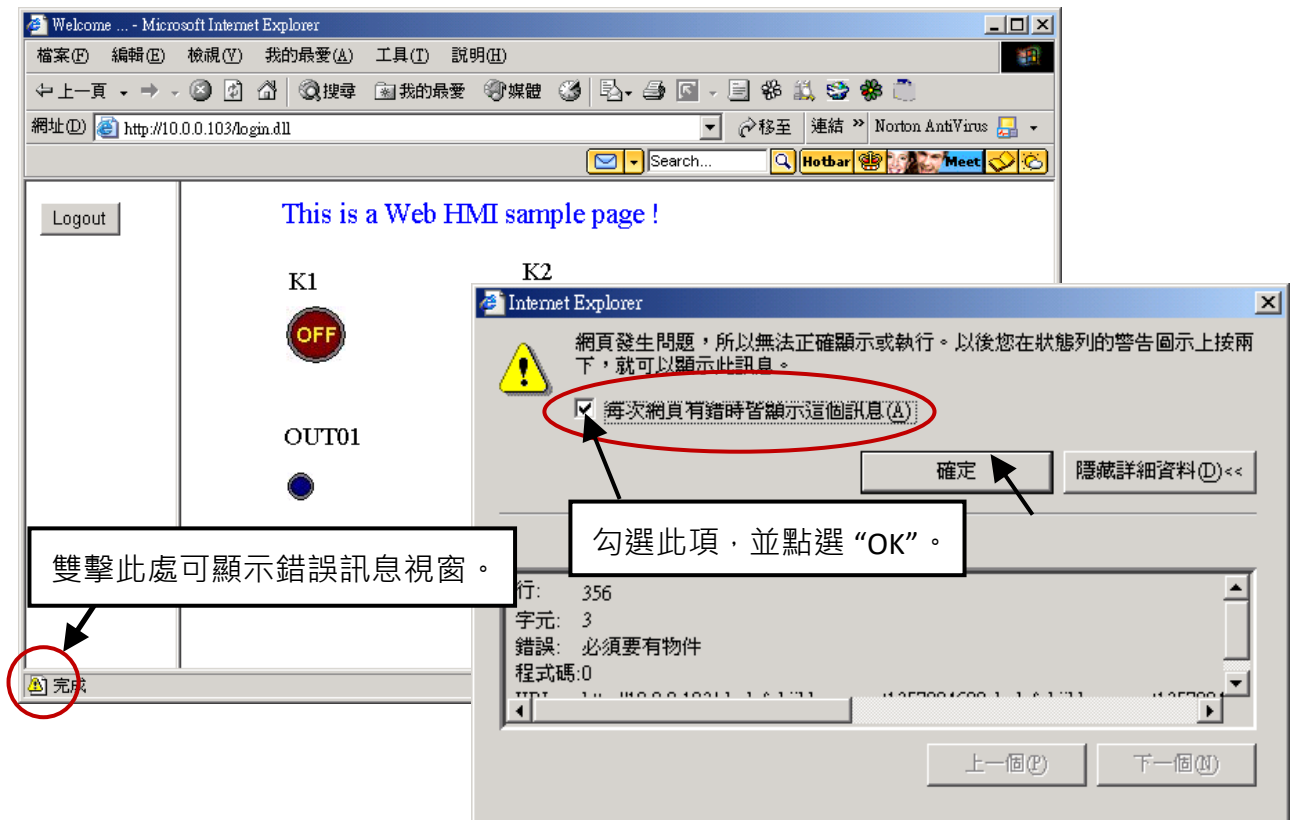 Welcome ... - Microsoft Internet Explorer
檔案(F) 編輯(E) 檢視(V) 我的最愛(A) 工具(T) 說明(H)
上一頁 搜尋 我的最愛 媒體
網址(D) http://10.0.0.103/login.dll 移至 連結 » Norton AntiVirus
Search... Hotbar Meet
Logout
This is a Web HMI sample page !
K1
K2
OFF
OUT01
雙擊此處可顯示錯誤訊息視窗。
完成
Internet Explorer
網頁發生問題，所以無法正確顯示或執行。以後您在狀態列的警告圖示上按兩
下，就可以顯示此訊息。
每次網頁有錯時皆顯示這個訊息(A)
確定 隱藏詳細資料(D)<<
勾選此項，並點選 “OK”。
行: 356
字元: 3
錯誤: 必須要有物件
程式碼:0
上一個(P) 下一個(N)